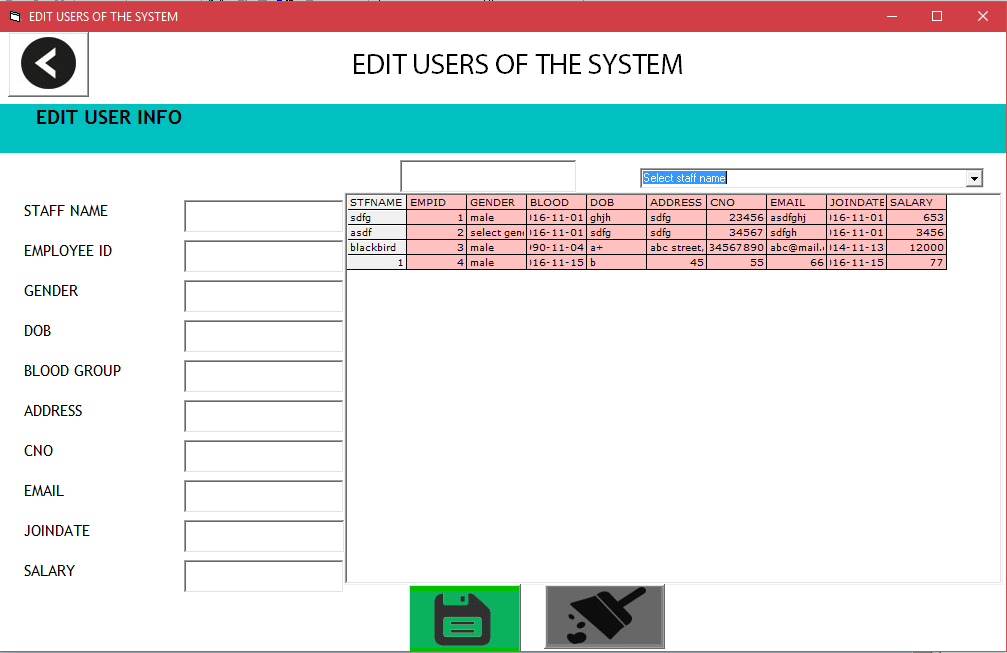 EDIT USERS OF THE SYSTEM
EDIT USERS OF THE SYSTEM
EDIT USER INFO
Select staff name
STAFF NAME
EMPLOYEE ID
GENDER
DOB
BLOOD GROUP
ADDRESS
CNO
EMAIL
JOINDATE
SALARY
STFNAME EMPID GENDER BLOOD DOB ADDRESS CNO EMAIL JOINDATE SALARY
sdfg 1 male 16-11-01 ghjh sdfg 23456 asdfghj 16-11-01 653
asdf 2 select gen 16-11-01 sdfg sdfg 34567 sdfgh 16-11-01 3456
blackbird 3 male 90-11-04 a+ abc street, 34567890 abc@mail. 14-11-13 12000
1 4 male 16-11-15 b 45 55 66 16-11-15 77